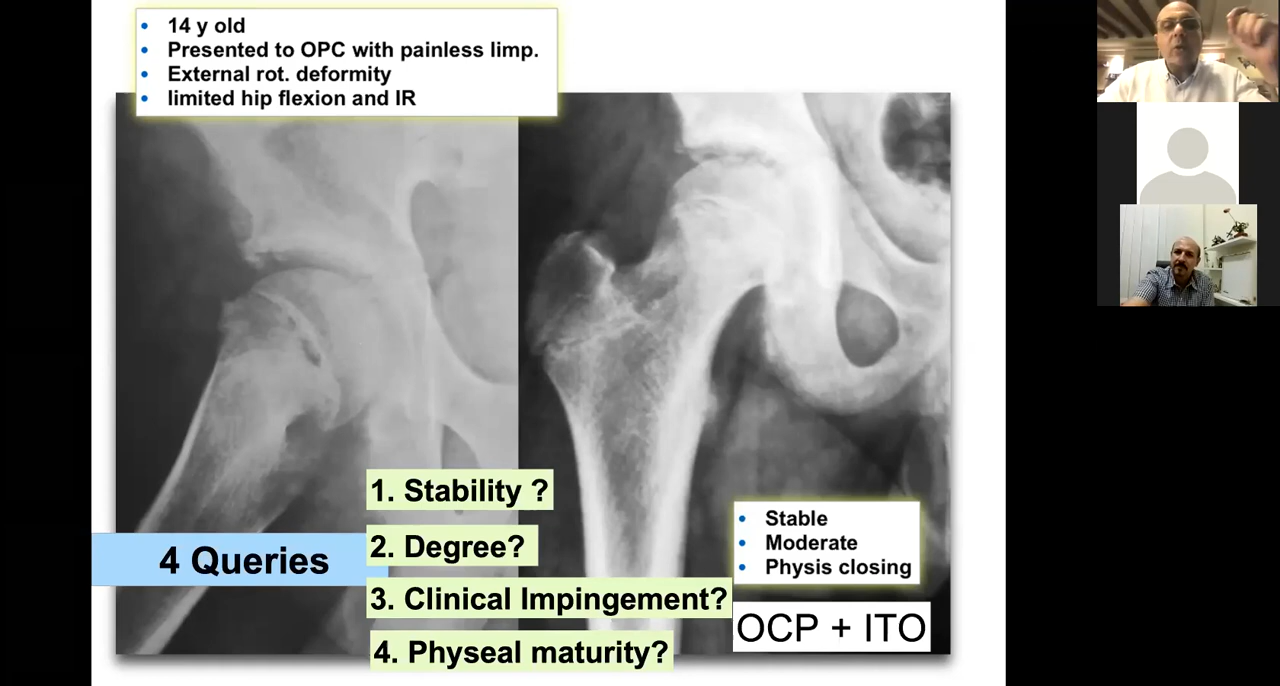 • 14 y old
• Presented to OPC with painless limp.
• External rot. deformity
• limited hip flexion and IR
4 Queries
1. Stability ?
2. Degree?
3. Clinical Impingement?
4. Physeal maturity?
• Stable
• Moderate
• Physis closing
OCP + ITO